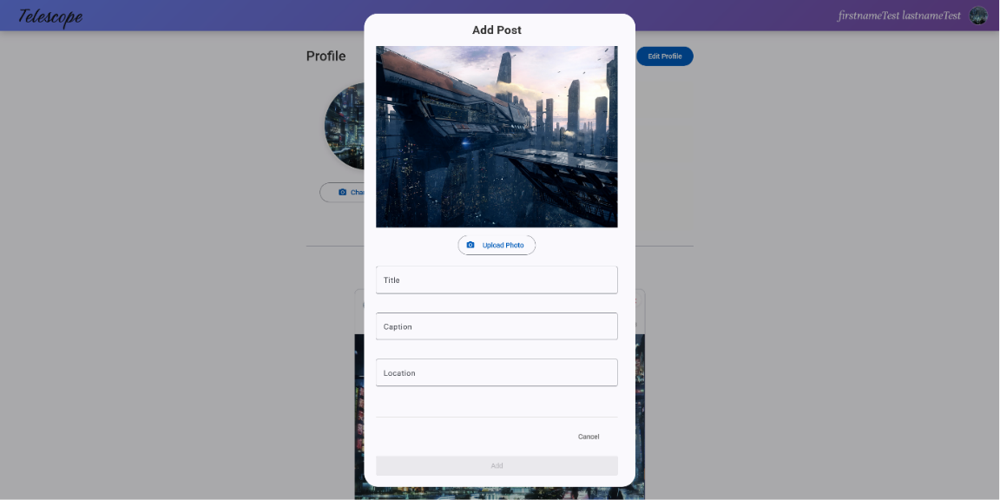 Telescope
firstnameTest lastnameTest
Add Post
Profile
Edit Profile
Upload Photo
Title
Caption
Location
Cancel
Add